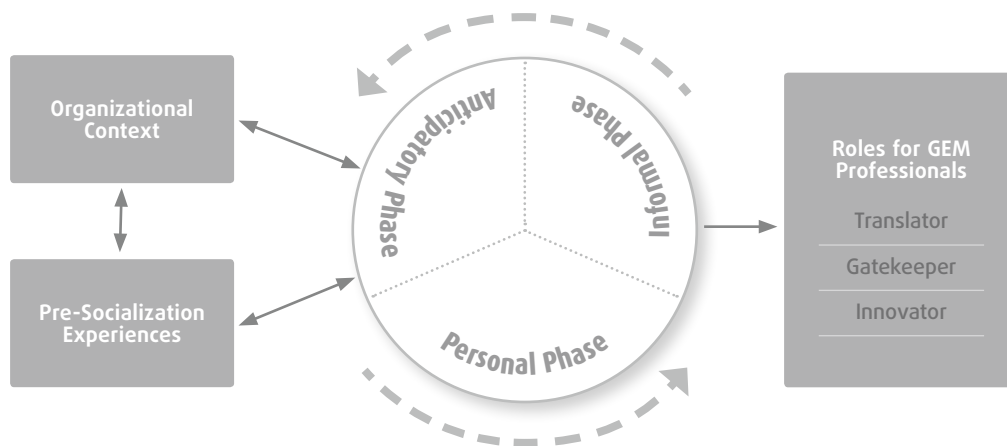 Organizational
Context
Pre-Socialization
Experiences
Anticipatory Phase
Informal Phase
Personal Phase
Roles for GEM
Professionals
Translator
Gatekeeper
Innovator